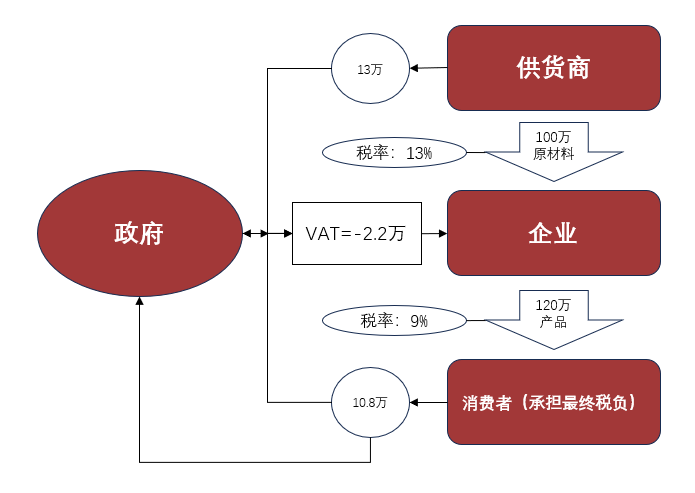 13万
供货商
税率：13%
100万
原材料
政府
VAT=-2.2万
企业
税率：9%
120万
产品
10.8万
消费者（承担最终税负）